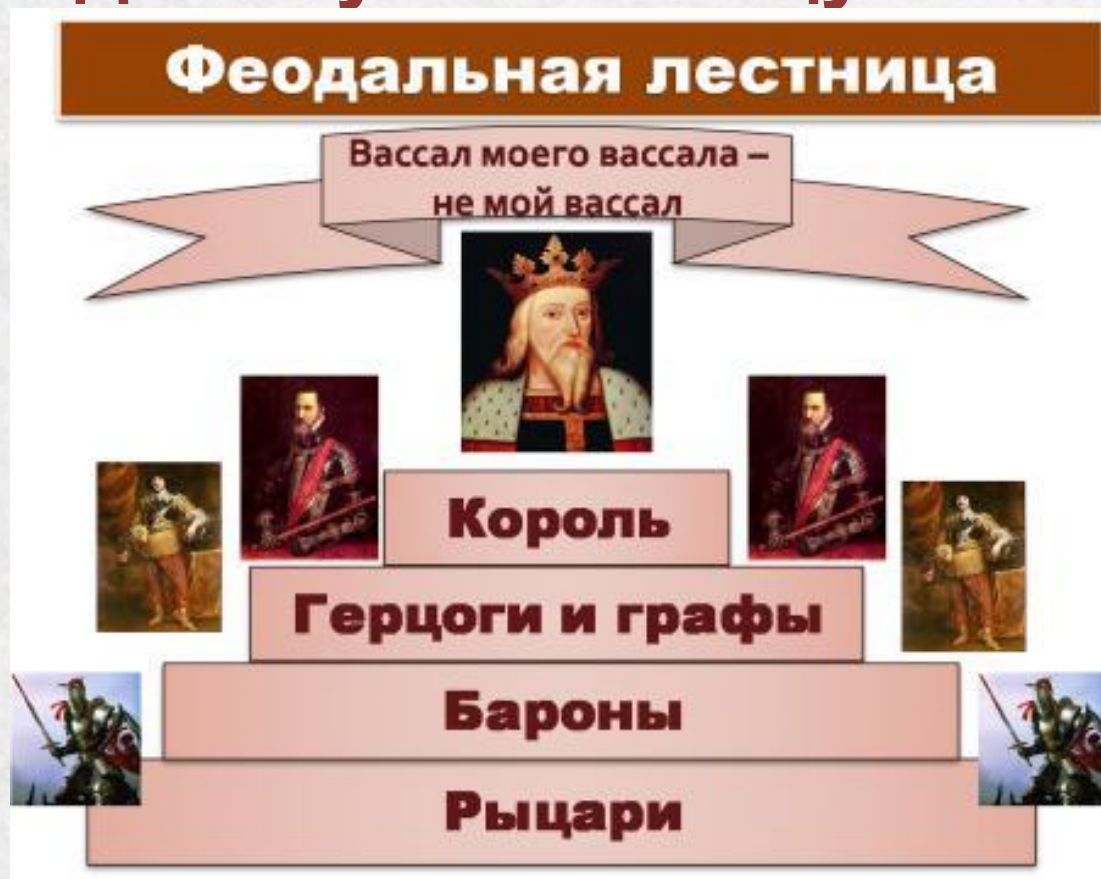 Феодальная лестница
Вассал моего вассала –
не мой вассал
Король
Герцоги и графы
Бароны
Рыцари